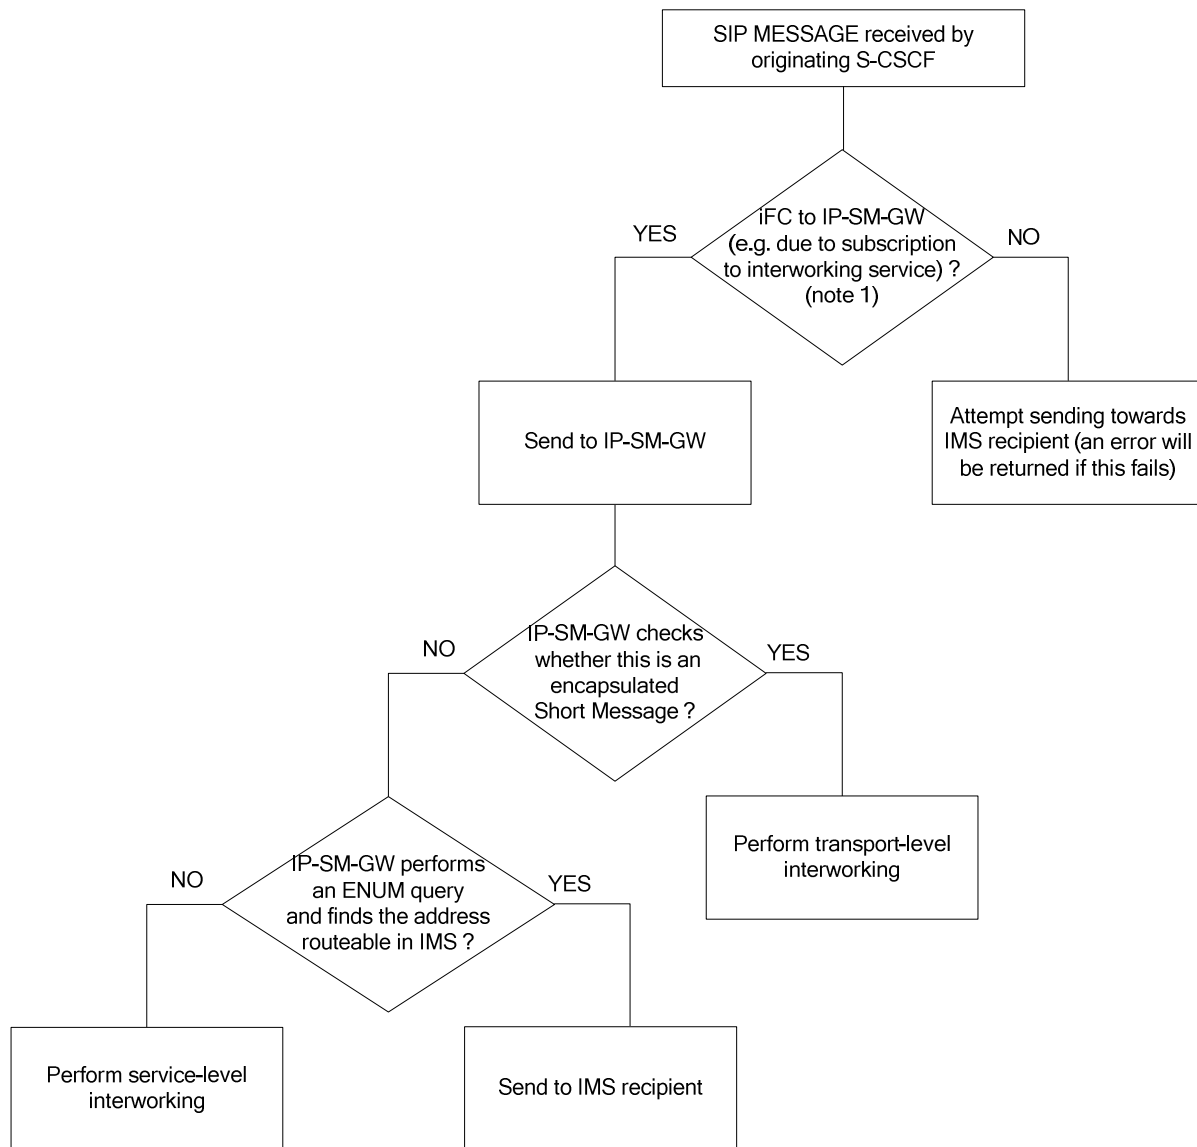 SIP MESSAGE received by
originating S-CSCF
iFC to IP-SM-GW
(e.g. due to subscription
to interworking service) ?
(note 1)
YES
NO
Send to IP-SM-GW
Attempt sending towards
IMS recipient (an error will
be returned if this fails)
IP-SM-GW checks
whether this is an
encapsulated
Short Message ?
NO
YES
Perform transport-level
interworking
IP-SM-GW performs
an ENUM query
and finds the address
routeable in IMS ?
NO
YES
Perform service-level
interworking
Send to IMS recipient